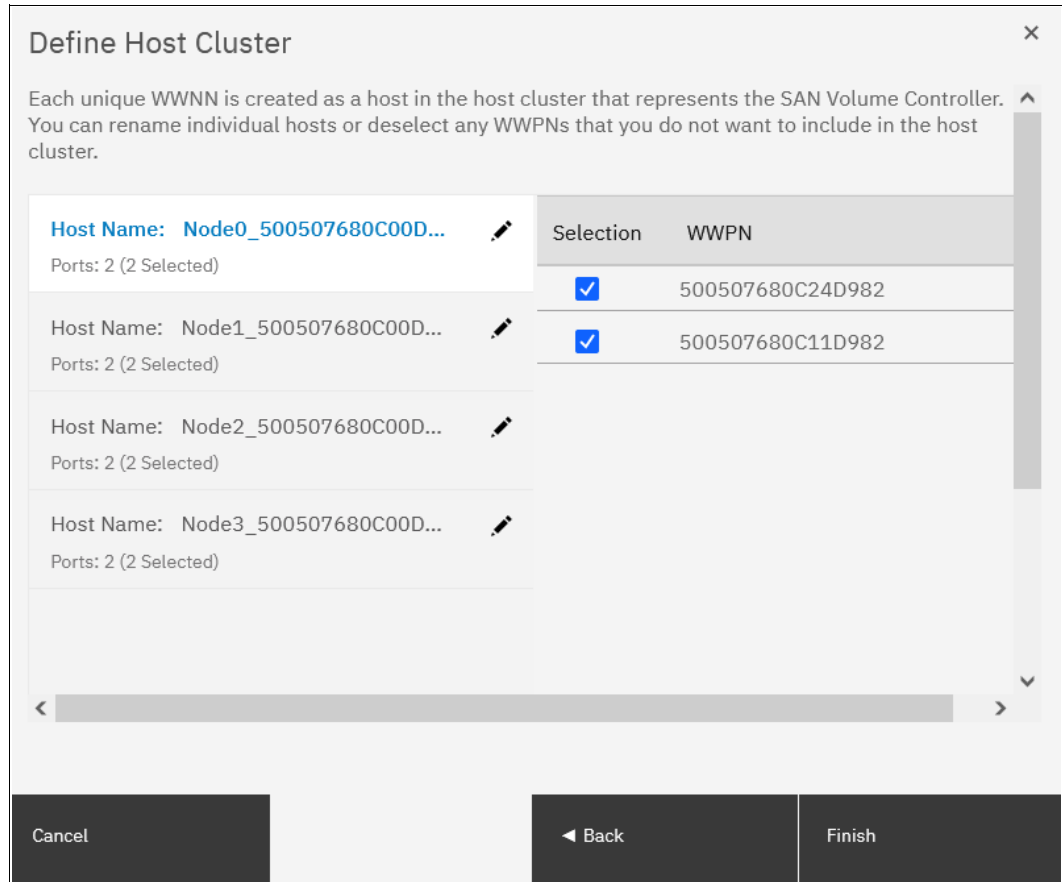 Define Host Cluster
Each unique WWNN is created as a host in the host cluster that represents the SAN Volume Controller.
You can rename individual hosts or deselect any WWPNs that you do not want to include in the host
cluster.
Host Name: Node0_500507680C00D...
Ports: 2 (2 Selected)
Host Name: Node1_500507680C00D...
Ports: 2 (2 Selected)
Host Name: Node2_500507680C00D...
Ports: 2 (2 Selected)
Host Name: Node3_500507680C00D...
Ports: 2 (2 Selected)
Selection WWPN
500507680C24D982
500507680C11D982
Cancel
Back
Finish